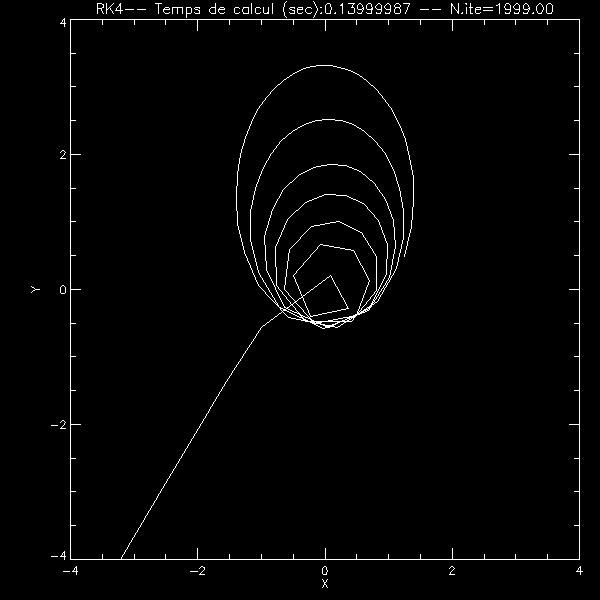 RK4-- Temps de calcul (sec):0.13999987 -- N.ite=1999.00
4
2
Y
0
-2
-4
-4 -2 0 2 4
X